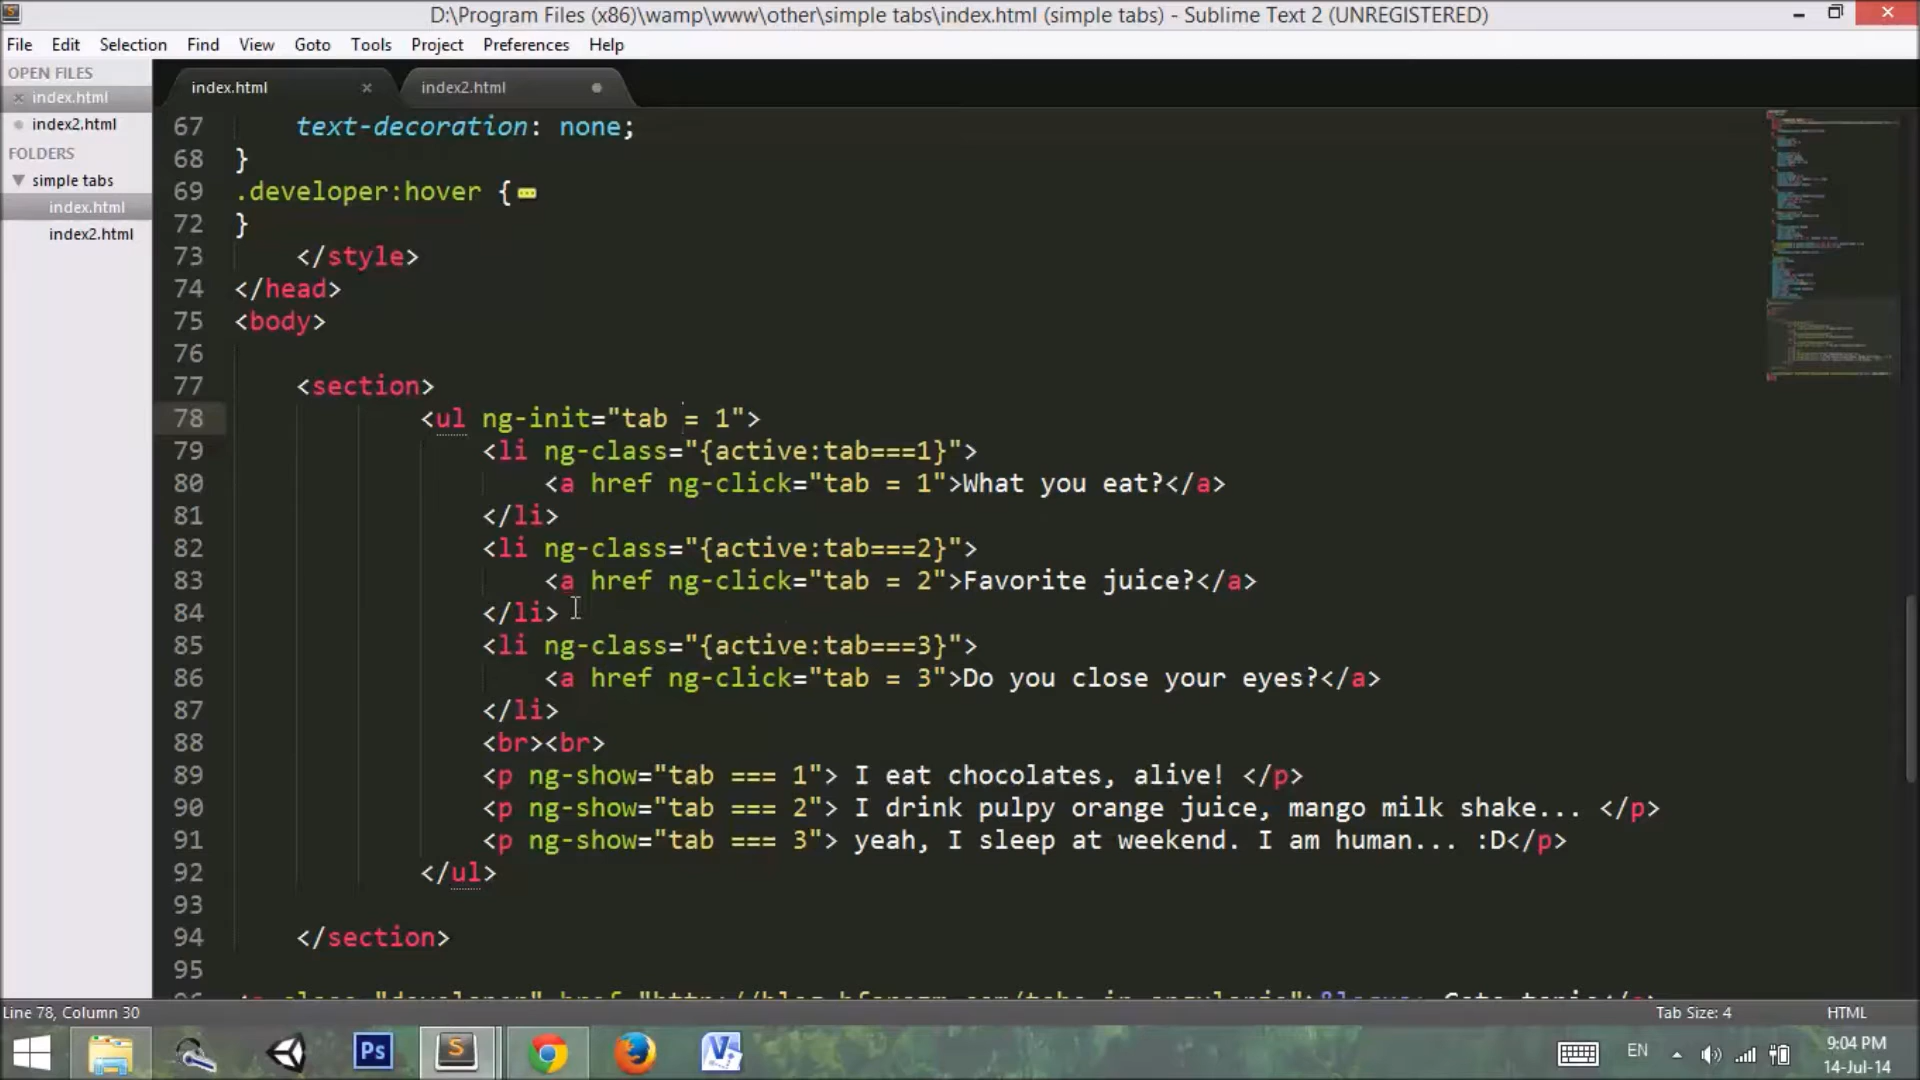 D:\Program Files (x86)\wamp\www\other\simple tabs\index.html (simple tabs) - Sublime Text 2 (UNREGISTERED)
File Edit Selection Find View Goto Tools Project Preferences Help
OPEN FILES
index.html
index2.html
FOLDERS
simple tabs
index.html
index2.html
index.html index2.html
67 text-decoration: none;
68 }
69 .developer:hover {
72 }
73 </style>
74 </head>
75 <body>
76
77 <section>
78 <ul ng-init="tab = 1">
79 <li ng-class="{active:tab===1}">
80 <a href ng-click="tab = 1">What you eat?</a>
81 </li>
82 <li ng-class="{active:tab===2}">
83 <a href ng-click="tab = 2">Favorite juice?</a>
84 </li>
85 <li ng-class="{active:tab===3}">
86 <a href ng-click="tab = 3">Do you close your eyes?</a>
87 </li>
88 <br><br>
89 <p ng-show="tab === 1"> I eat chocolates, alive! </p>
90 <p ng-show="tab === 2"> I drink pulpy orange juice, mango milk shake... </p>
91 <p ng-show="tab === 3"> yeah, I sleep at weekend. I am human... :D</p>
92 </ul>
93
94 </section>
95
Line 78, Column 30
Tab Size: 4
HTML
Ps
EN
9:04 PM
14-Jul-14